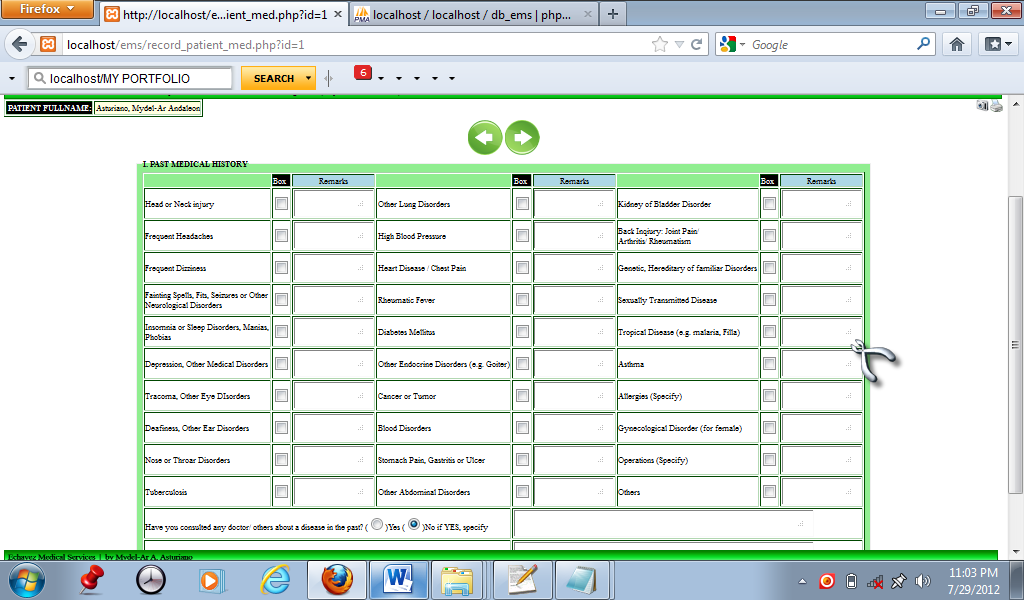 Firefox
http://localhost/e...ient_med.php?id=1
localhost / localhost / db_ems | php...
localhost/ems/record_patient_med.php?id=1
Google
localhost/MY PORTFOLIO
SEARCH
6
PATIENT FULLNAME:
Asturiano, Mydel-Ar Andaleon
I. PAST MEDICAL HISTORY
Box Remarks Box Remarks Box Remarks
Head or Neck injury
Other Lung Disorders
Kidney of Bladder Disorder
Frequent Headaches
High Blood Pressure
Back Inqiury: Joint Pain/
Arthritis/ Rheumatism
Frequent Dizziness
Heart Disease / Chest Pain
Genetic, Hereditary of familiar Disorders
Fainting Spells, Fits, Seizures or Other
Neurological Disorders
Rheumatic Fever
Sexually Transmitted Disease
Insomnia or Sleep Disorders, Manias,
Phobias
Diabetes Mellitus
Tropical Disease (e.g. malaria, Filla)
Depression, Other Medical Disorders
Other Endocrine Disorders (e.g. Goiter)
Asthma
Tracoma, Other Eye DIsorders
Cancer or Tumor
Allergies (Specify)
Deafiness, Other Ear Disorders
Blood Disorders
Gynecological Disorder (for female)
Nose or Throar Disorders
Stomach Pain, Gastritis or Ulcer
Operations (Specify)
Tuberculosis
Other Abdominal Disorders
Others
Have you consulted any doctor/ others about a disease in the past? ( )Yes ( )No if YES, specify
Echavez Medical Services | by Mydel-Ar A. Asturiano
11:03 PM
7/29/2012